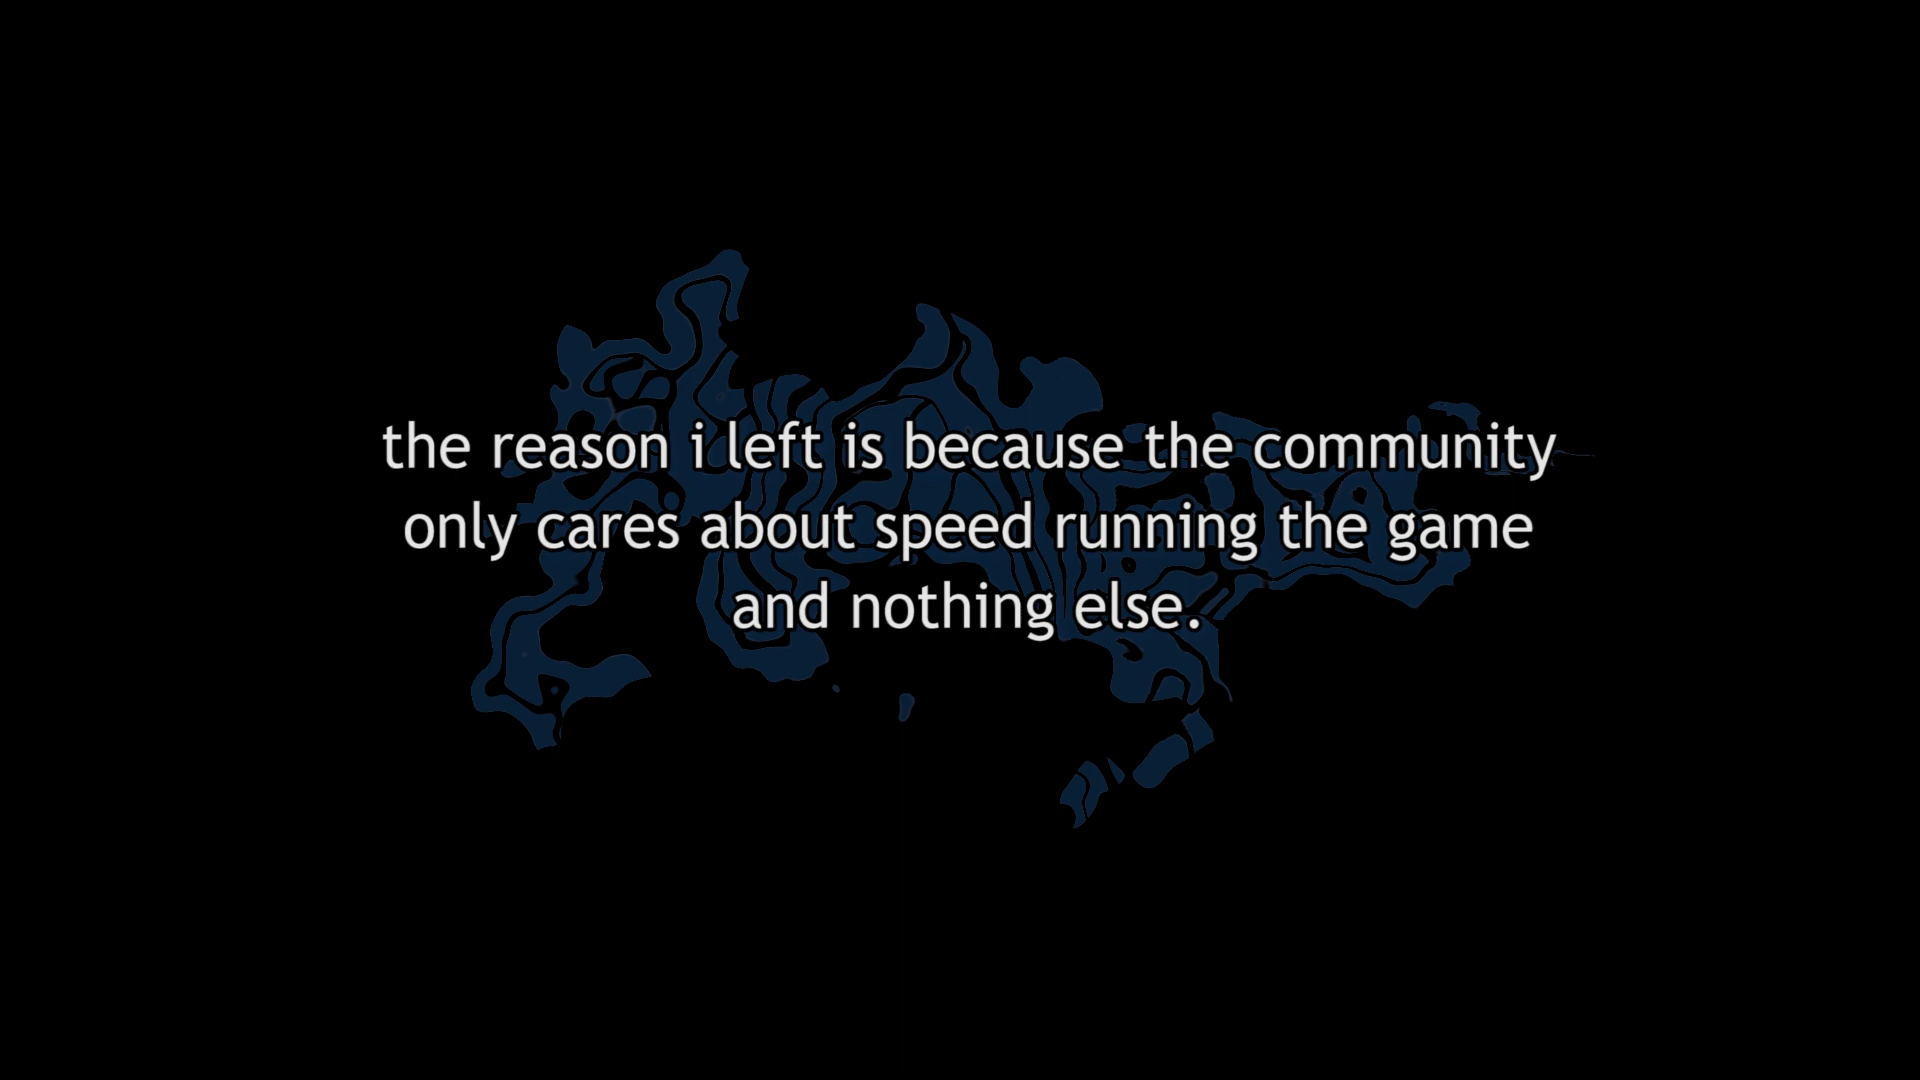 the reason i left is because the community
only cares about speed running the game
and nothing else.